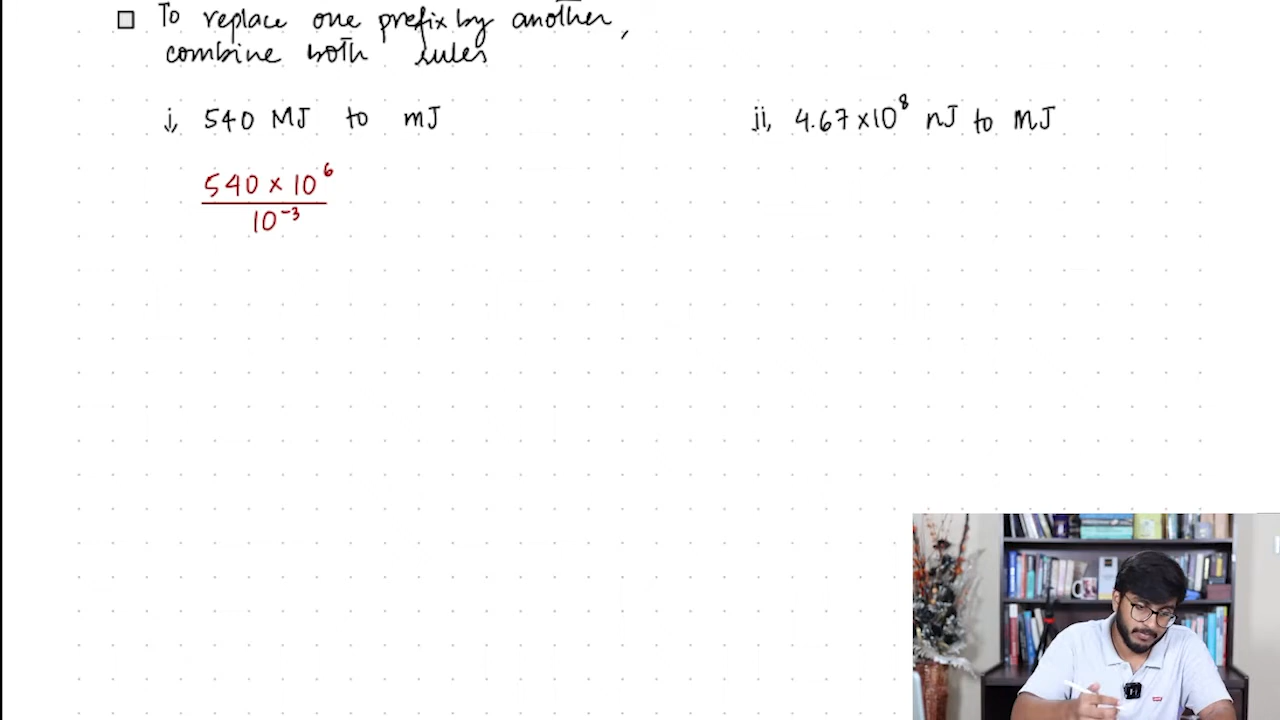 To replace one prefix by another,
combine both rules
i, 540 MJ to mJ
540 × 10⁶
10⁻³
ii, 4.67 × 10⁸ nJ to mJ